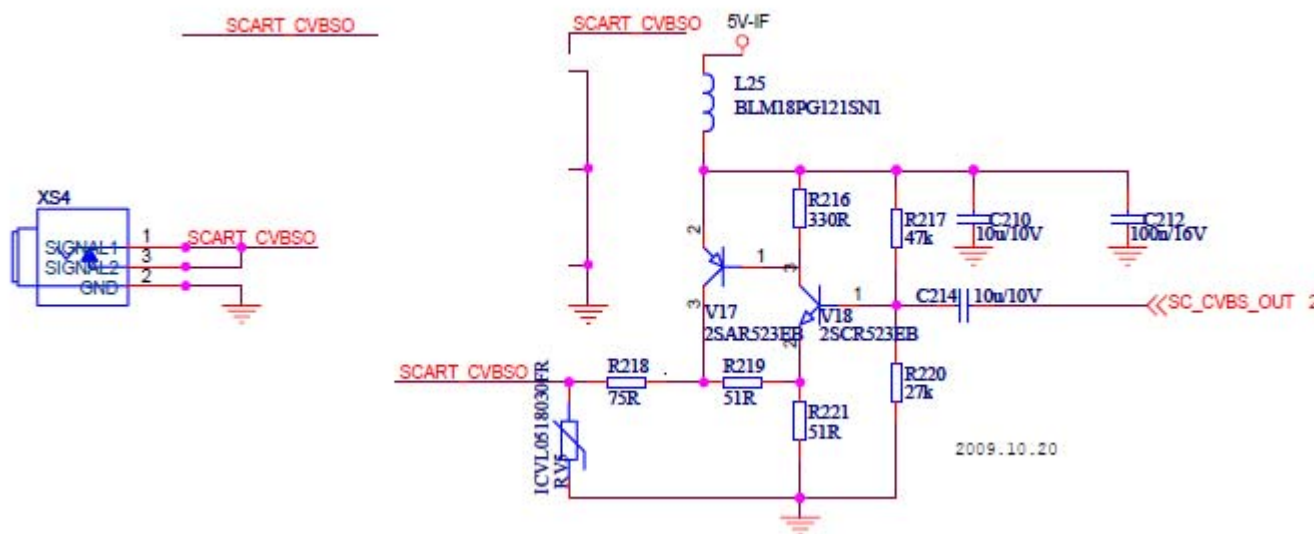 SCART_CVBSO
SCART_CVBSO
5V-IF
L25
BLM18PG121SN1
XS4
SIGNAL1
1
SCART_CVBSO
SIGNAL2
3
GND
2
R216
330R
R217
47k
C210
10u/10V
C212
100n/16V
2
1
3
3
V17
2SAR523EB
V18
2SCR523EB
1
2
C214
10u/10V
SC_CVBS_OUT 2
SCART_CVBSO
R218
75R
R219
51R
R220
27k
R221
51R
ICVL0518030FR
RV5
2009.10.20